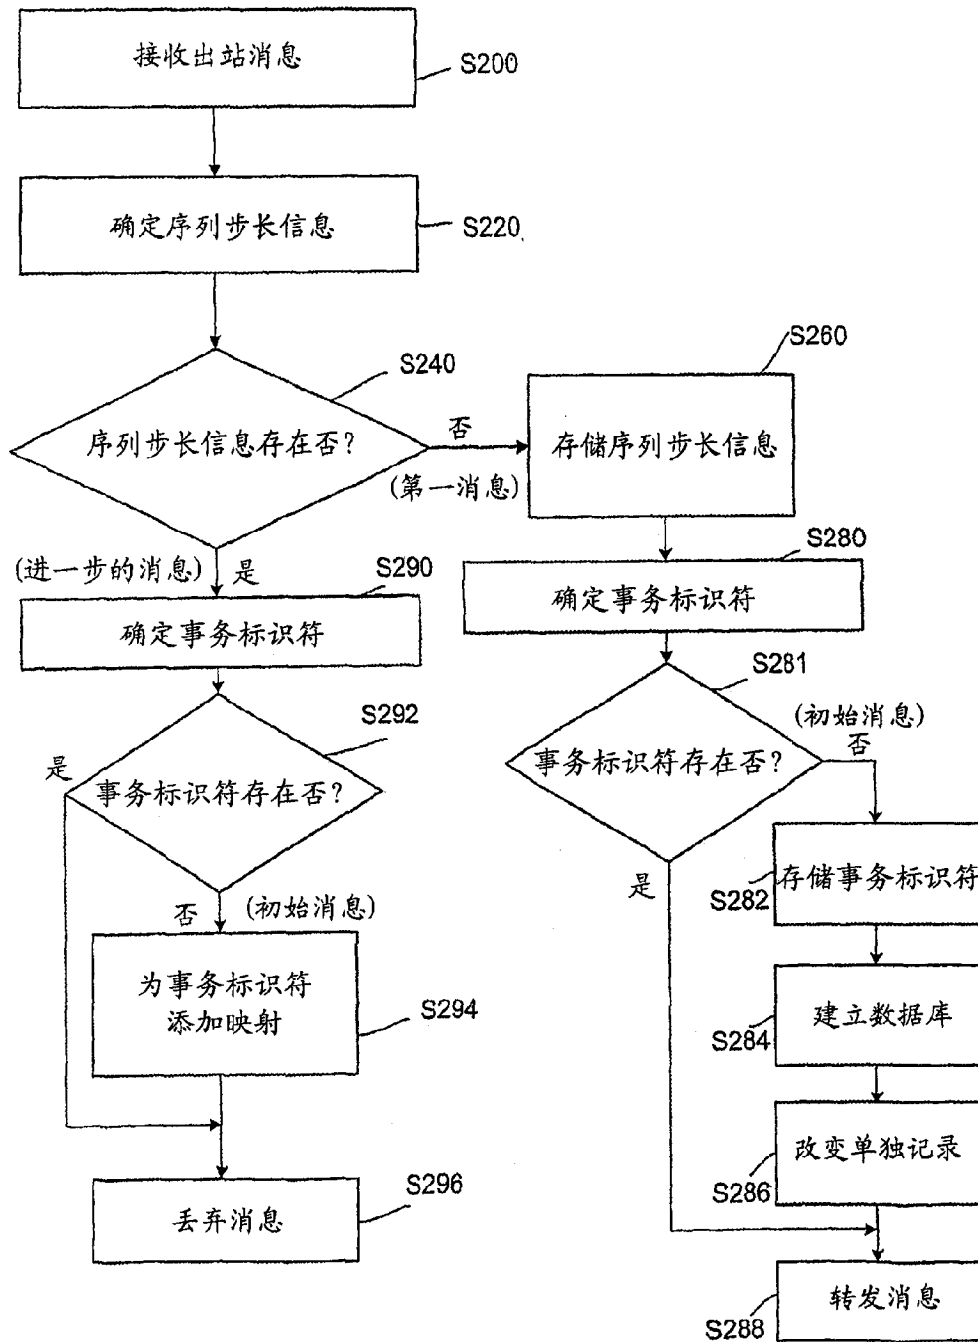 接收出站消息
S200
确定序列步长信息
S220
S240
序列步长信息存在否?
否
(第一消息)
S260
存储序列步长信息
(进一步的消息)
是
S290
确定事务标识符
S280
确定事务标识符
S292
是
事务标识符存在否?
S281
(初始消息)
否
事务标识符存在否?
是
否
(初始消息)
为事务标识符
添加映射
S294
S282
存储事务标识符
S284
建立数据库
S286
改变单独记录
S296
丢弃消息
S288
转发消息